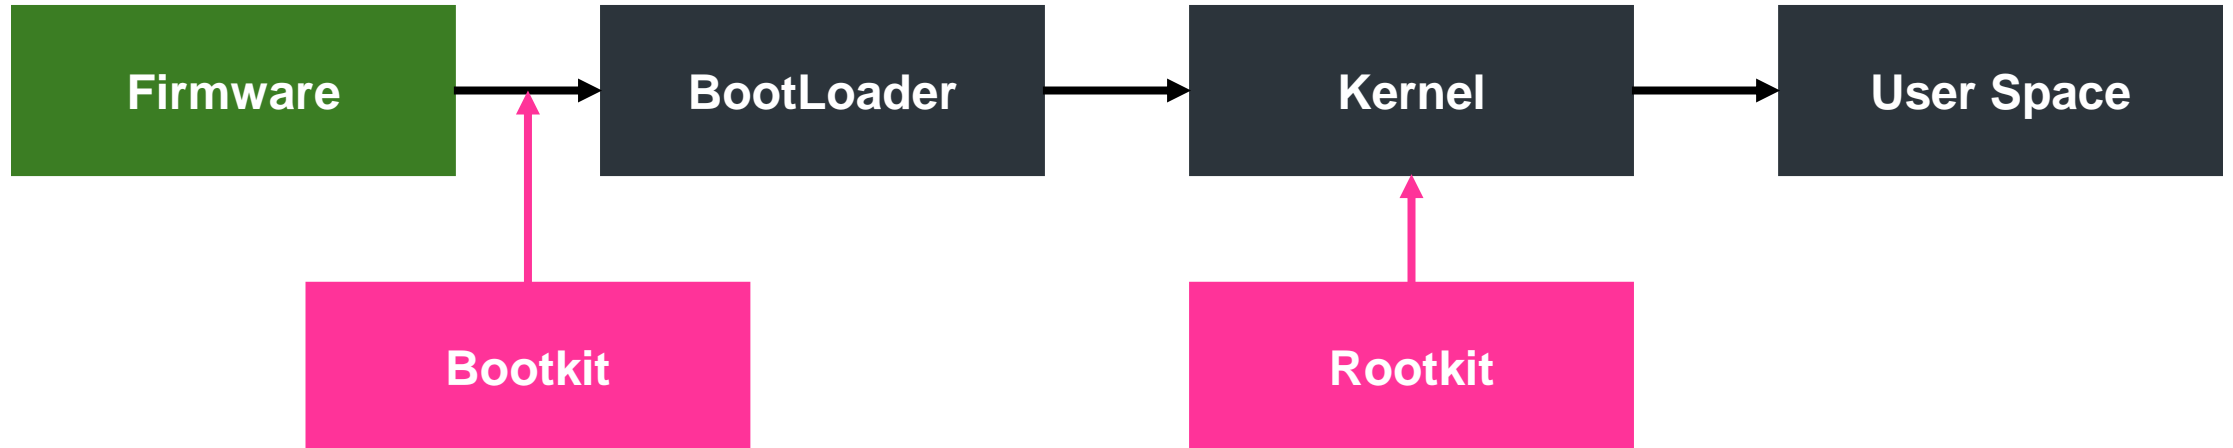 Firmware
BootLoader
Kernel
User Space
Bootkit
Rootkit